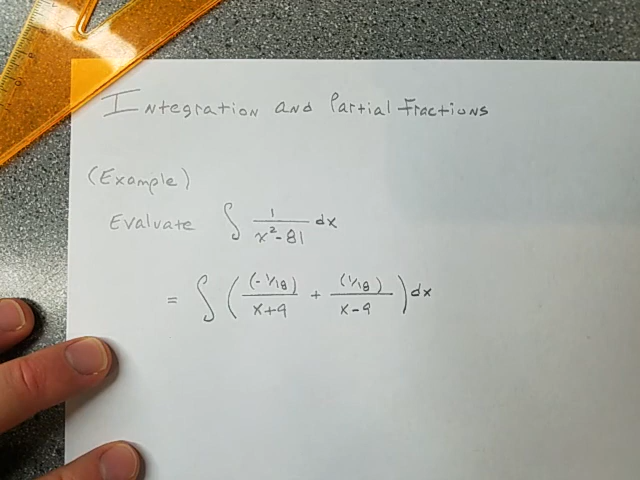 Integration and Partial Fractions
(Example)
Evaluate ∫ 1/(x²-81) dx
= ∫ ( (-1/18)/(x+9) + (1/18)/(x-9) ) dx